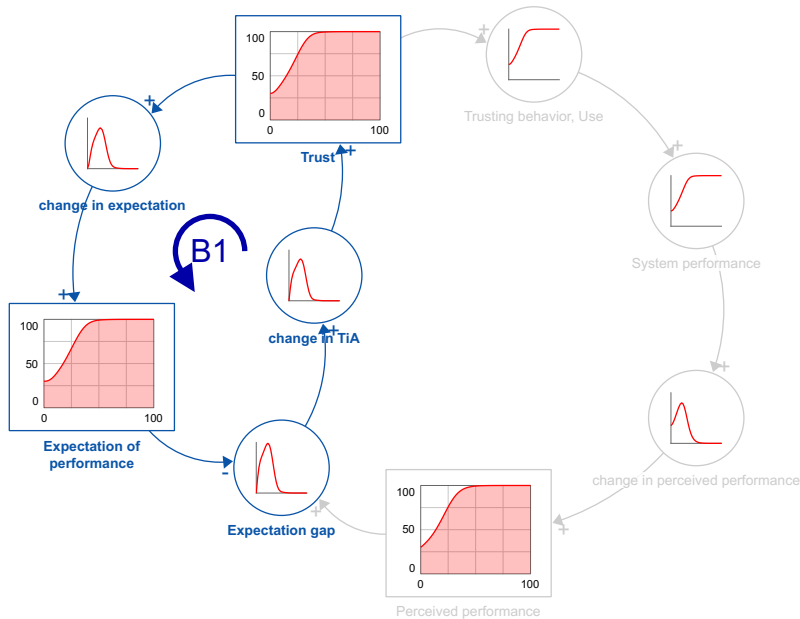 100
50
0
0
100
Trust
+
+
Trusting behavior, Use
+
System performance
+
change in perceived performance
+
100
50
0
0
100
Perceived performance
+
+
change in expectation
B1
+
change in TiA
+
+
100
50
0
0
100
Expectation of
performance
-
Expectation gap